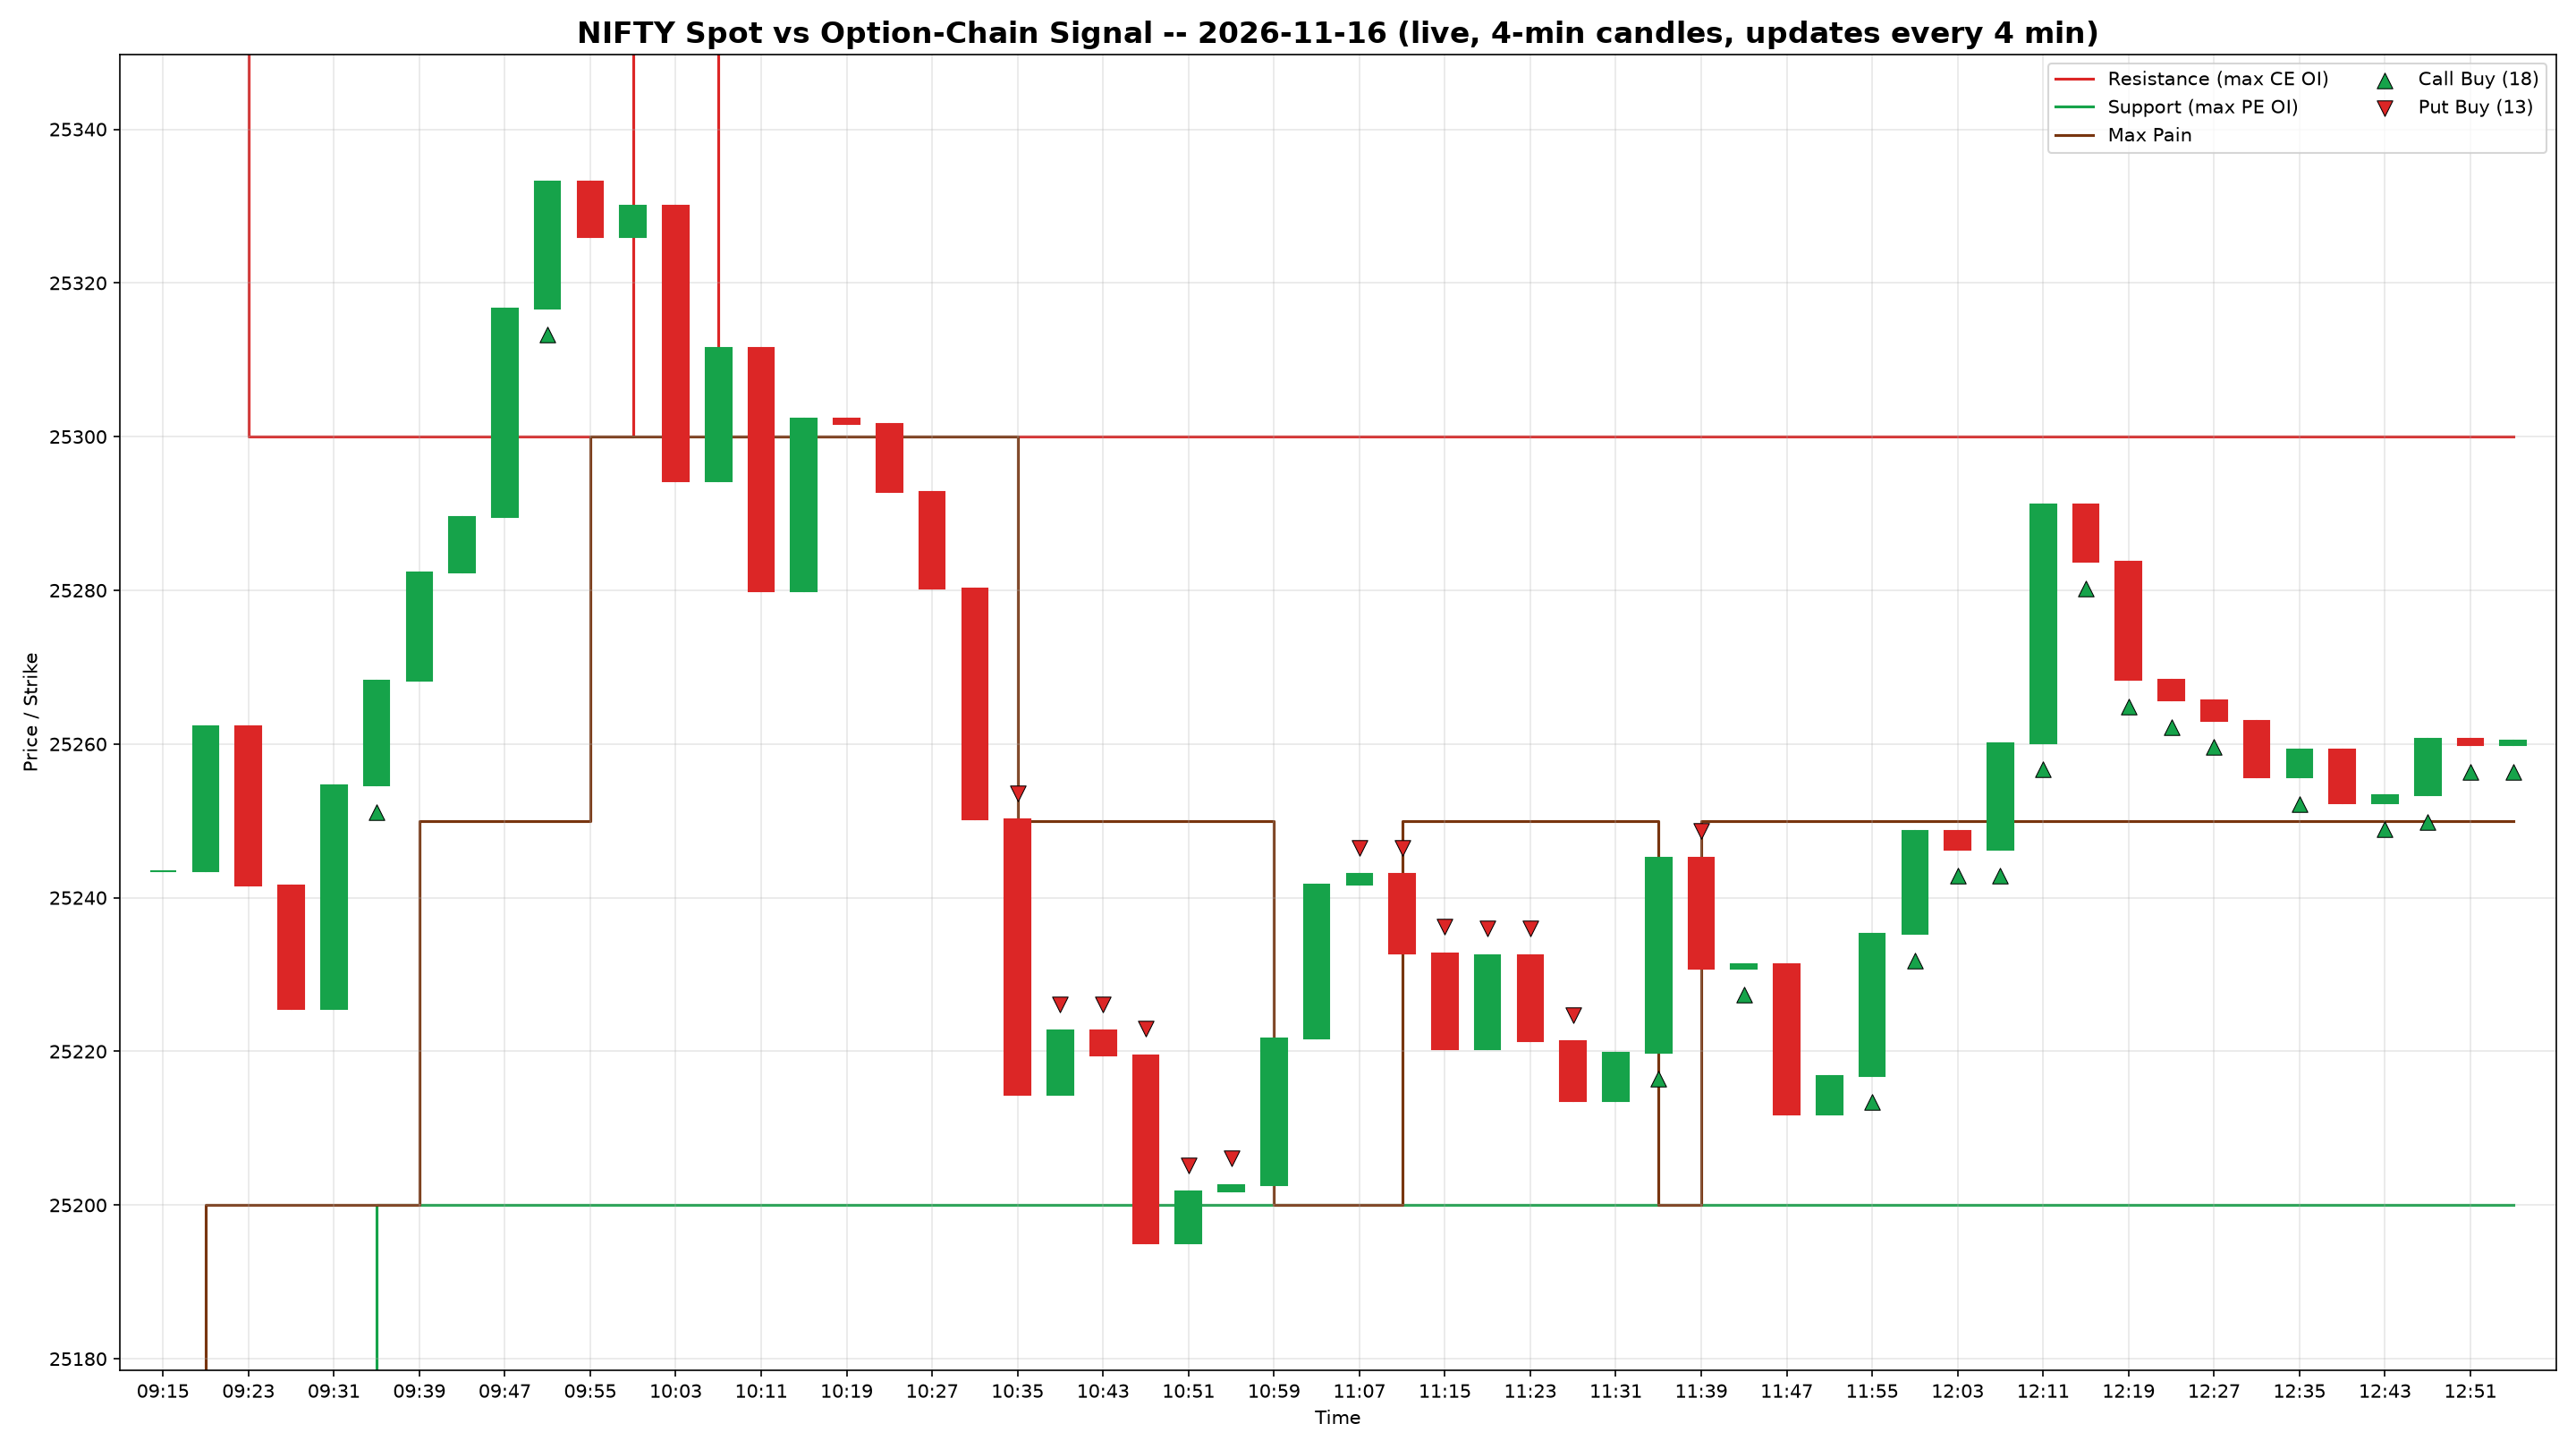 NIFTY Spot vs Option-Chain Signal -- 2026-11-16 (live, 4-min candles, updates every 4 min)
Resistance (max CE OI)
Support (max PE OI)
Max Pain
Call Buy (18)
Put Buy (13)
Price / Strike
25340
25320
25300
25280
25260
25240
25220
25200
25180
09:15 09:23 09:31 09:39 09:47 09:55 10:03 10:11 10:19 10:27 10:35 10:43 10:51 10:59 11:07 11:15 11:23 11:31 11:39 11:47 11:55 12:03 12:11 12:19 12:27 12:35 12:43 12:51
Time